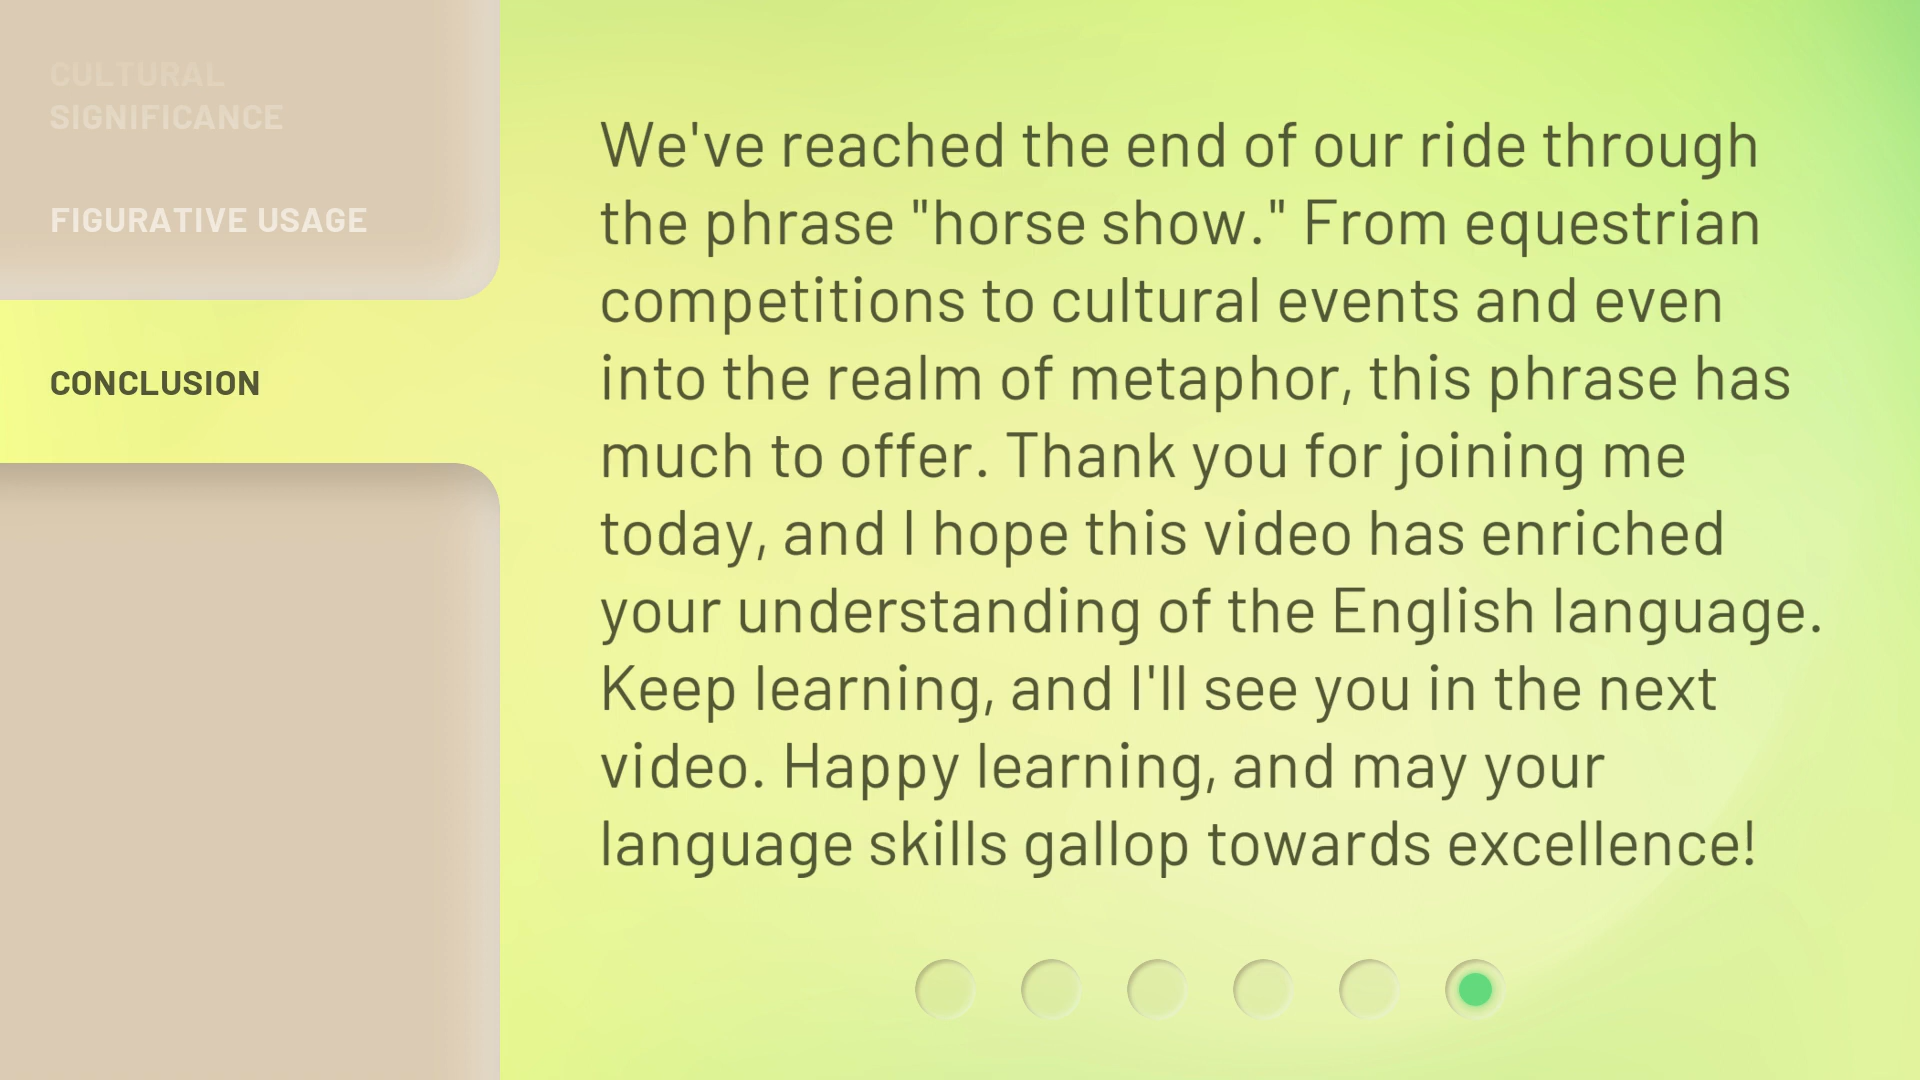 CULTURAL
SIGNIFICANCE
FIGURATIVE USAGE
CONCLUSION
We've reached the end of our ride through
the phrase "horse show." From equestrian
competitions to cultural events and even
into the realm of metaphor, this phrase has
much to offer. Thank you for joining me
today, and I hope this video has enriched
your understanding of the English language.
Keep learning, and I'll see you in the next
video. Happy learning, and may your
language skills gallop towards excellence!